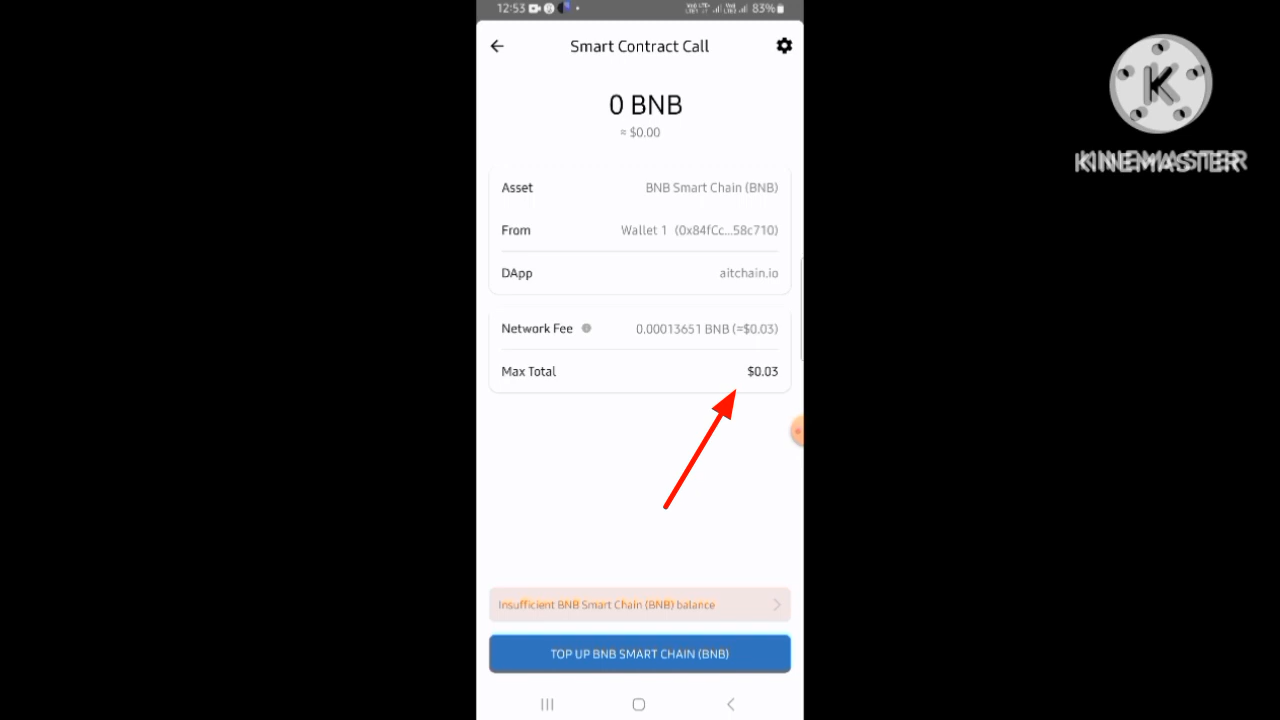 12:53 83%
Smart Contract Call
0 BNB
≈ $0.00
Asset BNB Smart Chain (BNB)
From Wallet 1 (0x84fCc...58c710)
DApp aitchain.io
Network Fee 0.00013651 BNB (≈$0.03)
Max Total $0.03
Insufficient BNB Smart Chain (BNB) balance
TOP UP BNB SMART CHAIN (BNB)
K
KINEMASTER